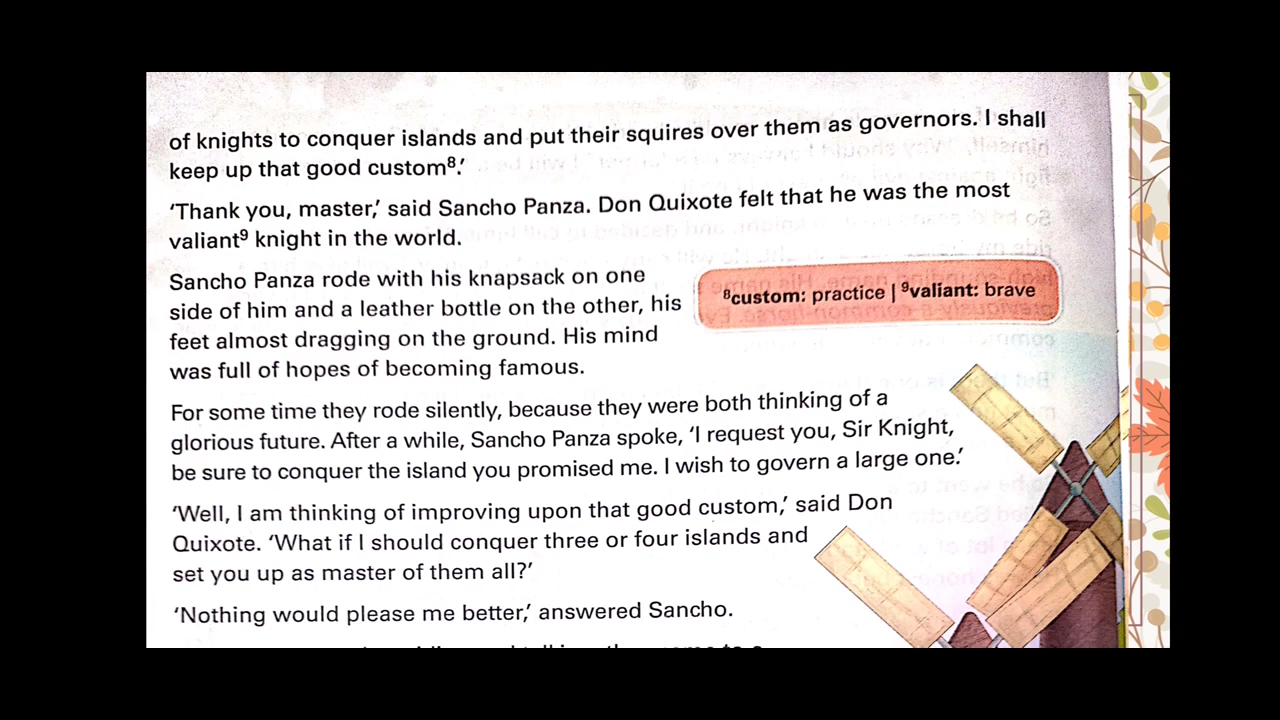 of knights to conquer islands and put their squires over them as governors. I shall
keep up that good custom⁸.’
‘Thank you, master,’ said Sancho Panza. Don Quixote felt that he was the most
valiant⁹ knight in the world.
Sancho Panza rode with his knapsack on one
side of him and a leather bottle on the other, his
feet almost dragging on the ground. His mind
was full of hopes of becoming famous.
⁸custom: practice | ⁹valiant: brave
For some time they rode silently, because they were both thinking of a
glorious future. After a while, Sancho Panza spoke, ‘I request you, Sir Knight,
be sure to conquer the island you promised me. I wish to govern a large one.’
‘Well, I am thinking of improving upon that good custom,’ said Don
Quixote. ‘What if I should conquer three or four islands and
set you up as master of them all?’
‘Nothing would please me better,’ answered Sancho.